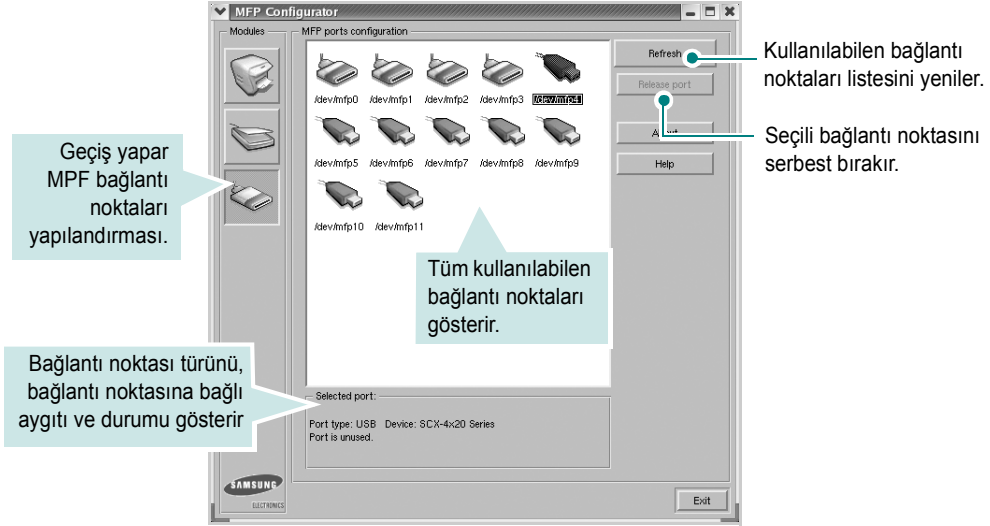 MFP Configurator
Modules
MFP ports configuration
/dev/mfp0 /dev/mfp1 /dev/mfp2 /dev/mfp3 /dev/mfp4
/dev/mfp5 /dev/mfp6 /dev/mfp7 /dev/mfp8 /dev/mfp9
/dev/mfp10 /dev/mfp11
Refresh
Release port
About
Help
Kullanılabilen bağlantı
noktaları listesini yeniler.
Seçili bağlantı noktasını
serbest bırakır.
Geçiş yapar
MPF bağlantı
noktaları
yapılandırması.
Tüm kullanılabilen
bağlantı noktaları
gösterir.
Bağlantı noktası türünü,
bağlantı noktasına bağlı
aygıtı ve durumu gösterir
Selected port:
Port type: USB Device: SCX-4x20 Series
Port is unused.
SAMSUNG
ELECTRONICS
Exit